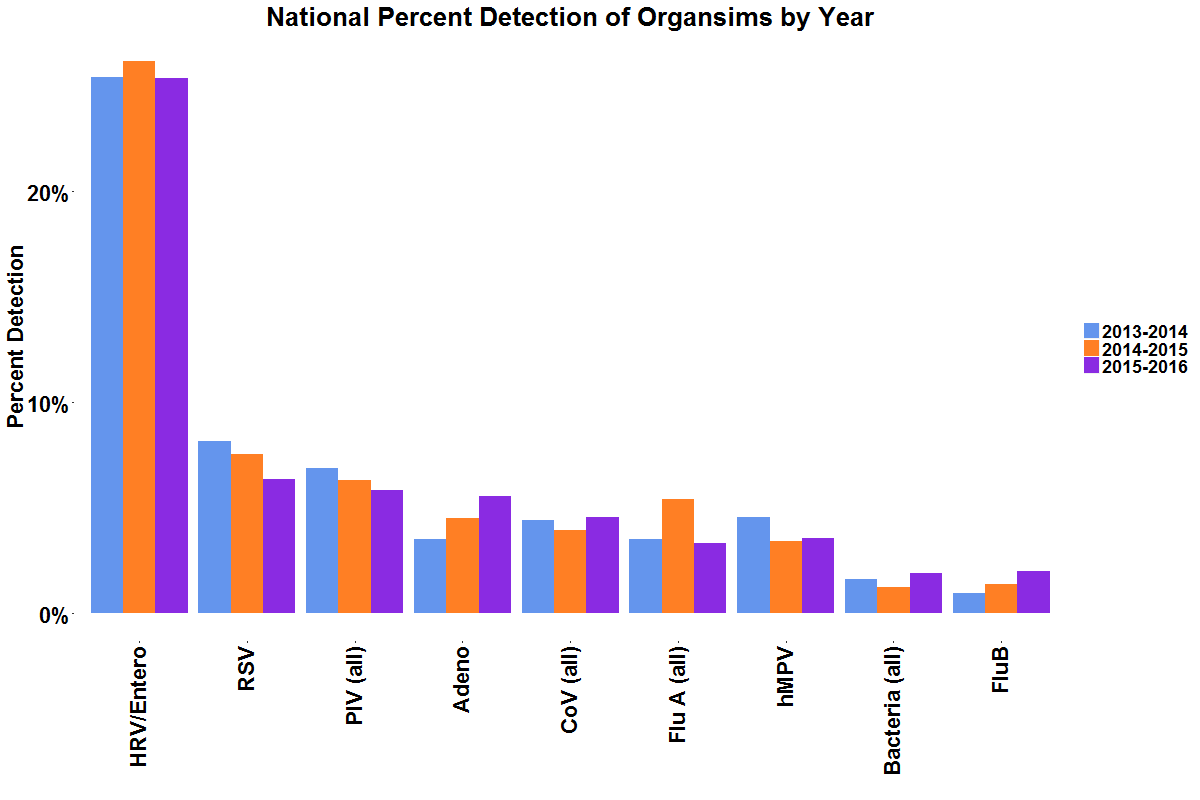 National Percent Detection of Organsims by Year
Percent Detection
20%
10%
0%
HRV/Entero
RSV
PIV (all)
Adeno
CoV (all)
Flu A (all)
hMPV
Bacteria (all)
FluB
2013-2014
2014-2015
2015-2016